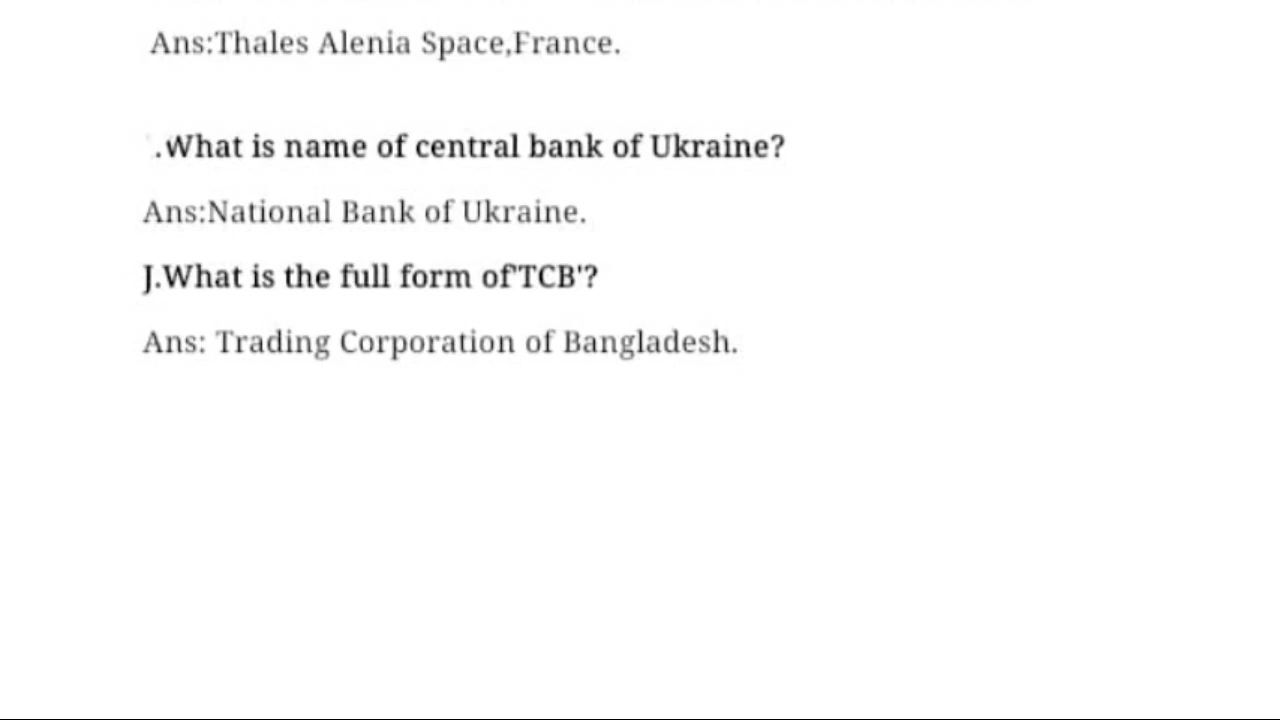 Ans:Thales Alenia Space,France.
.What is name of central bank of Ukraine?
Ans:National Bank of Ukraine.
J.What is the full form of'TCB'?
Ans: Trading Corporation of Bangladesh.